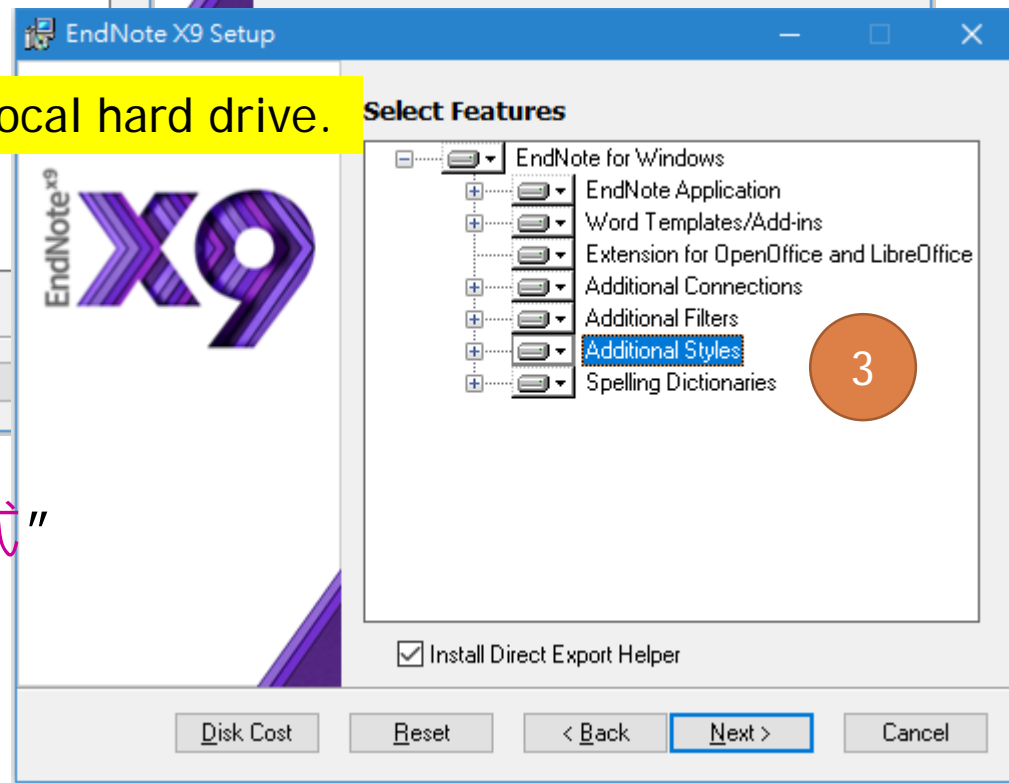 EndNote X9 Setup
ocal hard drive.
Select Features
EndNote for Windows
EndNote Application
Word Templates/Add-ins
Extension for OpenOffice and LibreOffice
Additional Connections
Additional Filters
Additional Styles
Spelling Dictionaries
3
EndNote x9
X9
式"
Install Direct Export Helper
Disk Cost
Reset
< Back
Next >
Cancel